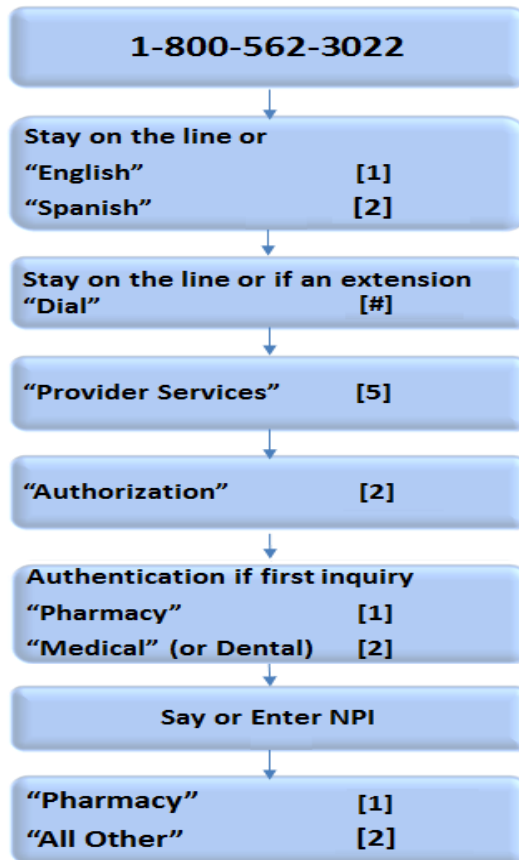 1-800-562-3022
Stay on the line or
“English” [1]
“Spanish” [2]
Stay on the line or if an extension
“Dial” [#]
“Provider Services” [5]
“Authorization” [2]
Authentication if first inquiry
“Pharmacy” [1]
“Medical” (or Dental) [2]
Say or Enter NPI
“Pharmacy” [1]
“All Other” [2]